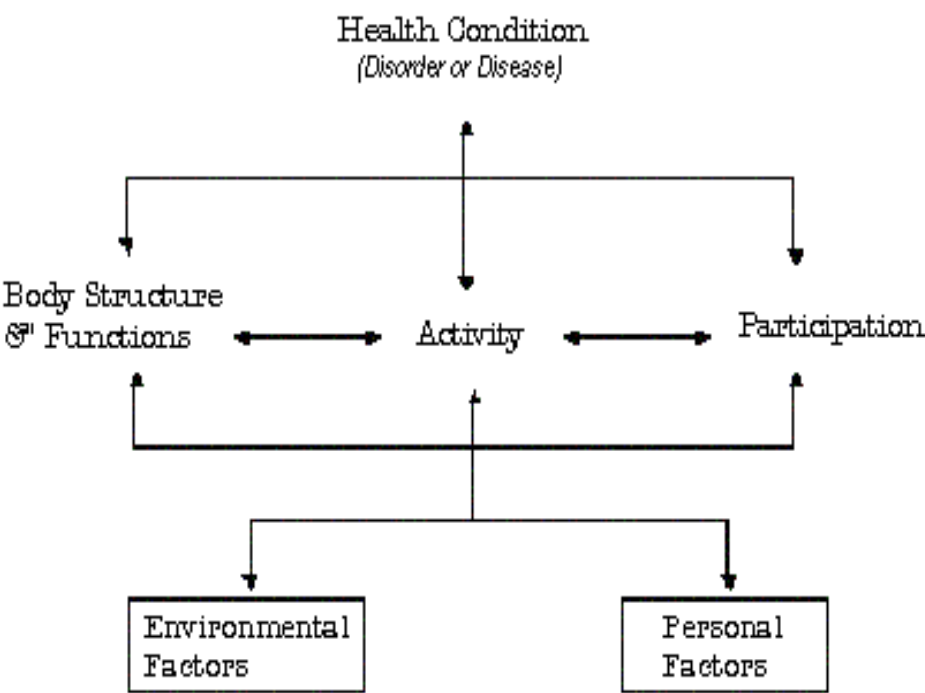 Health Condition
(Disorder or Disease)
Body Structure
& Functions
Activity
Participation
Environmental
Factors
Personal
Factors